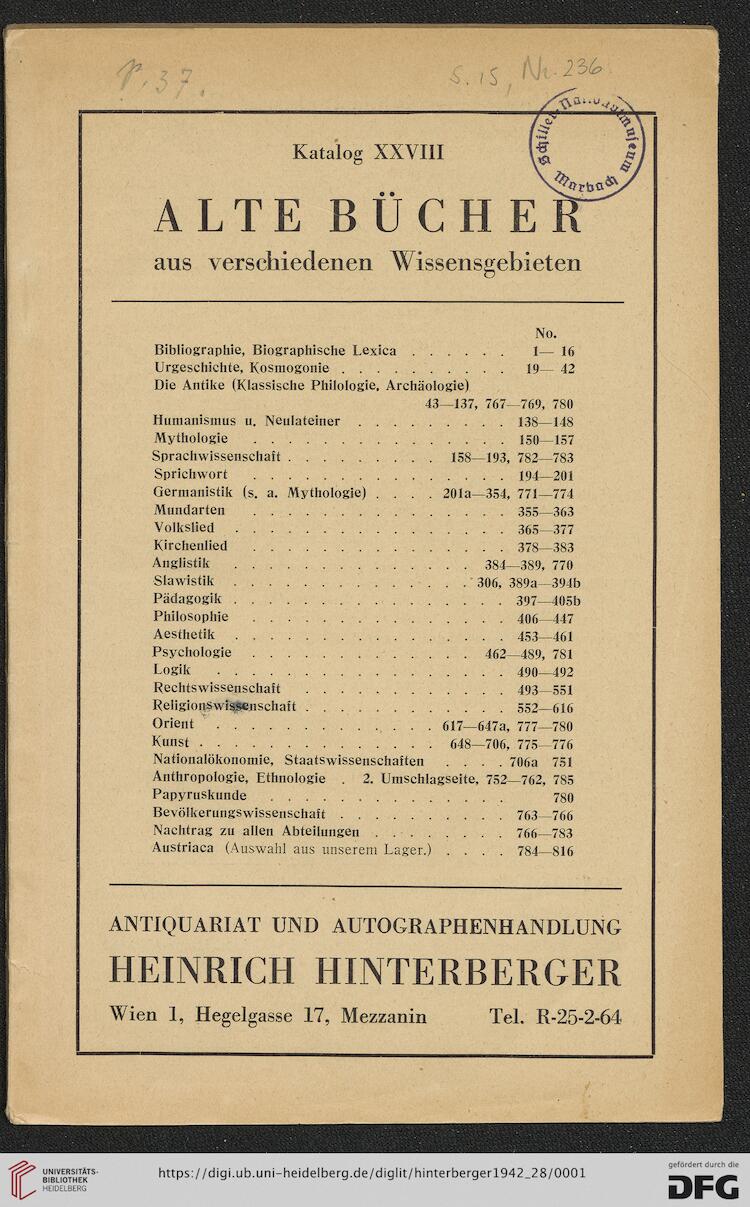 P. 37.
S. 15, Nr. 236
Schiller-Nationalmuseum
Marbach
Katalog XXVIII
ALTE BÜCHER
aus verschiedenen Wissensgebieten
No.
Bibliographie, Biographische Lexica . . . . . . 1— 16
Urgeschichte, Kosmogonie . . . . . . . . . . 19— 42
Die Antike (Klassische Philologie, Archäologie)
43—137, 767—769, 780
Humanismus u. Neulateiner . . . . . . . . . 138—148
Mythologie . . . . . . . . . . . . . . . 150—157
Sprachwissenschaft . . . . . . . . . 158—193, 782—783
Sprichwort . . . . . . . . . . . . . . . 194—201
Germanistik (s. a. Mythologie) . . . . 201a—354, 771—774
Mundarten . . . . . . . . . . . . . . . 355—363
Volkslied . . . . . . . . . . . . . . . . 365—377
Kirchenlied . . . . . . . . . . . . . . . 378—383
Anglistik . . . . . . . . . . . . . . 384—389, 770
Slawistik . . . . . . . . . . . . . . 306, 389a—394b
Pädagogik . . . . . . . . . . . . . . . . 397—405b
Philosophie . . . . . . . . . . . . . . . 406—447
Aesthetik . . . . . . . . . . . . . . . . 453—461
Psychologie . . . . . . . . . . . . . 462—489, 781
Logik . . . . . . . . . . . . . . . . . 490—492
Rechtswissenschaft . . . . . . . . . . . . 493—551
Religionswissenschaft . . . . . . . . . . . . 552—616
Orient . . . . . . . . . . . . . 617—647a, 777—780
Kunst . . . . . . . . . . . . . . 648—706, 775—776
Nationalökonomie, Staatswissenschaften . . . . 706a 751
Anthropologie, Ethnologie . 2. Umschlagseite, 752—762, 785
Papyruskunde . . . . . . . . . . . . . . 780
Bevölkerungswissenschaft . . . . . . . . . . 763—766
Nachtrag zu allen Abteilungen . . . . . . . . 766—783
Austriaca (Auswahl aus unserem Lager.) . . . . 784—816
ANTIQUARIAT UND AUTOGRAPHENHANDLUNG
HEINRICH HINTERBERGER
Wien 1, Hegelgasse 17, Mezzanin Tel. R-25-2-64
UNIVERSITÄTS-
BIBLIOTHEK
HEIDELBERG
https://digi.ub.uni-heidelberg.de/diglit/hinterberger1942_28/0001
gefördert durch die
DFG